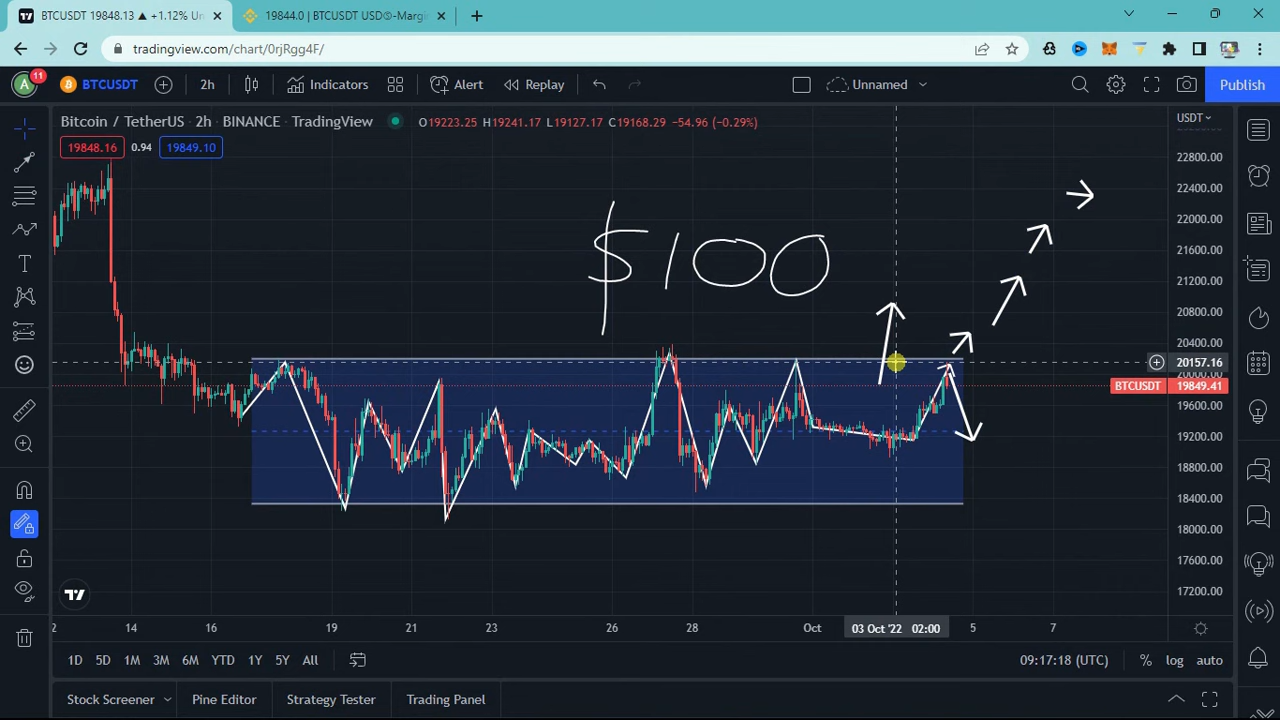 BTCUSDT 19848.13 ▲ +1.12% Un
19844.0 | BTCUSDT USDⓈ-Margi
tradingview.com/chart/0rjRgg4F/
A 11 BTCUSDT 2h Indicators Alert Replay Unnamed Publish
Bitcoin / TetherUS · 2h · BINANCE · TradingView O19223.25 H19241.17 L19127.17 C19168.29 −54.96 (−0.29%) USDT
19848.16 0.94 19849.10
22800.00
22400.00
22000.00
$100
21600.00
21200.00
20800.00
20400.00
20157.16
20000.00
BTCUSDT 19849.41
19600.00
19200.00
18800.00
18400.00
18000.00
17600.00
17200.00
2 14 16 19 21 23 26 28 Oct 03 Oct '22 02:00 5 7
1D 5D 1M 3M 6M YTD 1Y 5Y All 09:17:18 (UTC) % log auto
Stock Screener Pine Editor Strategy Tester Trading Panel